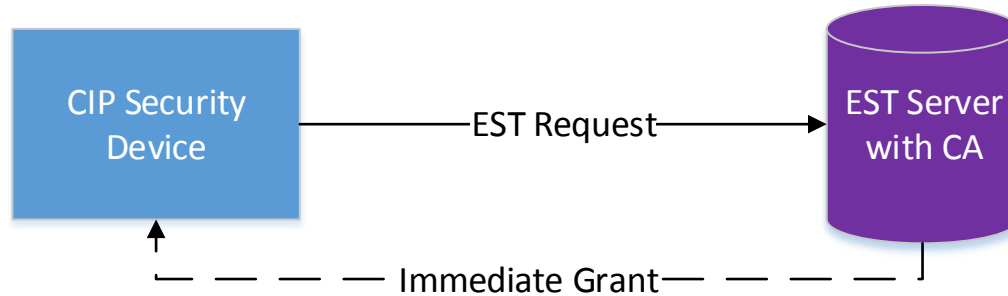 CIP Security
Device
EST Request
EST Server
with CA
Immediate Grant